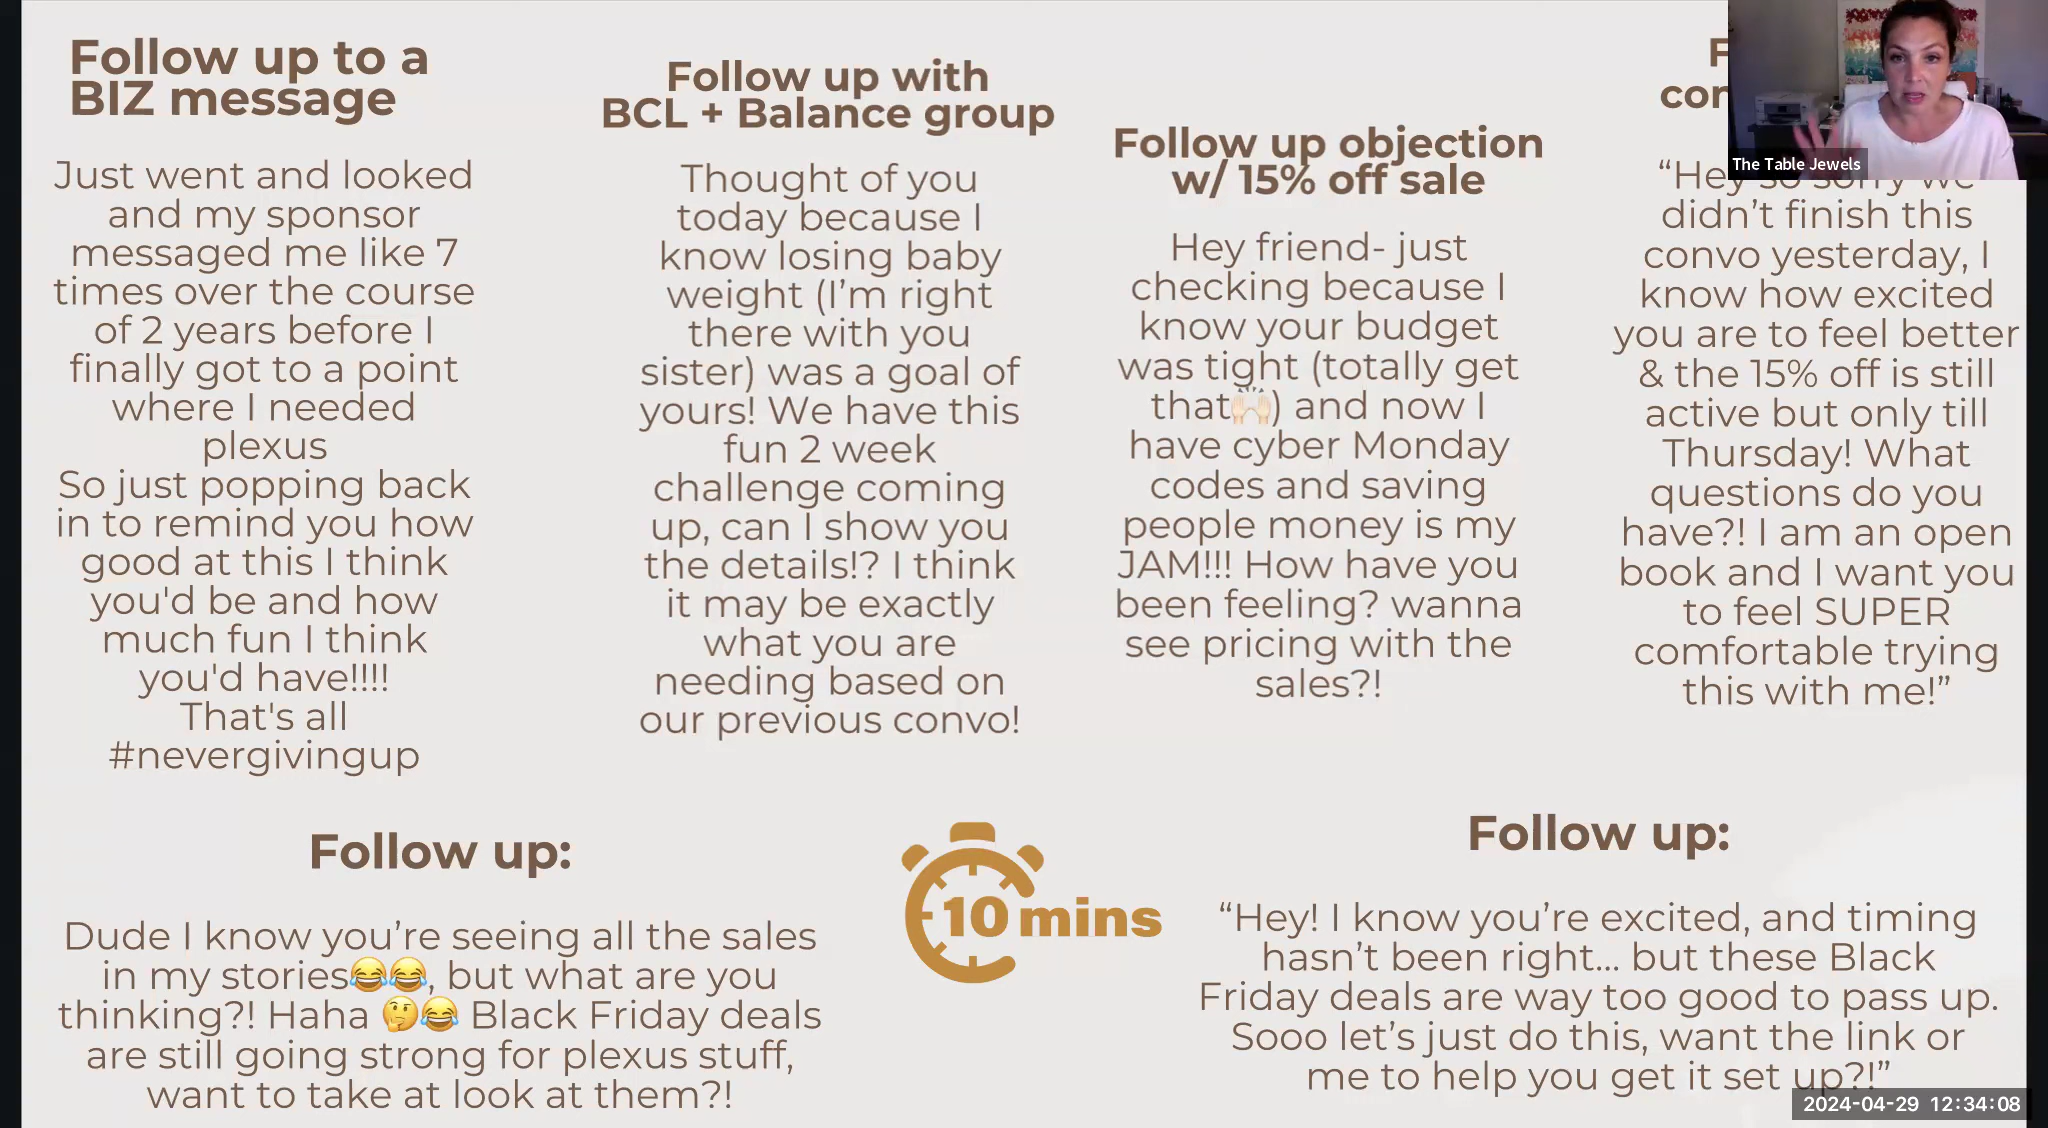 Follow up to a
BIZ message
Just went and looked
and my sponsor
messaged me like 7
times over the course
of 2 years before I
finally got to a point
where I needed
plexus
So just popping back
in to remind you how
good at this I think
you'd be and how
much fun I think
you'd have!!!!
That's all
#nevergivingup
Follow up with
BCL + Balance group
Thought of you
today because I
know losing baby
weight (I’m right
there with you
sister) was a goal of
yours! We have this
fun 2 week
challenge coming
up, can I show you
the details!? I think
it may be exactly
what you are
needing based on
our previous convo!
Follow up objection
w/ 15% off sale
Hey friend- just
checking because I
know your budget
was tight (totally get
that🙌🏻) and now I
have cyber Monday
codes and saving
people money is my
JAM!!! How have you
been feeling? wanna
see pricing with the
sales?!
The Table Jewels
“Hey so sorry we
didn’t finish this
convo yesterday, I
know how excited
you are to feel better
& the 15% off is still
active but only till
Thursday! What
questions do you
have?! I am an open
book and I want you
to feel SUPER
comfortable trying
this with me!”
Follow up:
Dude I know you’re seeing all the sales
in my stories😂😂, but what are you
thinking?! Haha 🤔😂 Black Friday deals
are still going strong for plexus stuff,
want to take at look at them?!
10 mins
Follow up:
“Hey! I know you’re excited, and timing
hasn’t been right... but these Black
Friday deals are way too good to pass up.
Sooo let’s just do this, want the link or
me to help you get it set up?!”
2024-04-29 12:34:08